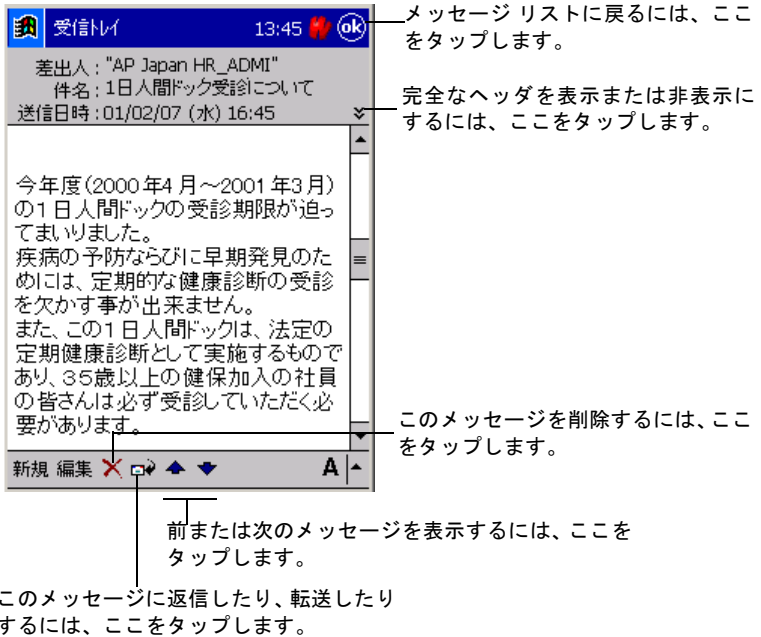 受信トレイ 13:45 ok
メッセージ リストに戻るには、ここ
をタップします。
差出人:"AP Japan HR_ADMI"
件名:1日人間ドック受診について
送信日時:01/02/07 (水) 16:45
完全なヘッダを表示または非表示に
するには、ここをタップします。
今年度(2000年4月～2001年3月)
の1日人間ドックの受診期限が迫っ
てまいりました。
疾病の予防ならびに早期発見のた
めには、定期的な健康診断の受診
を欠かす事が出来ません。
また、この1日人間ドックは、法定の
定期健康診断として実施するもので
あり、35歳以上の健保加入の社員
の皆さんは必ず受診していただく必
要があります。
このメッセージを削除するには、ここ
をタップします。
新規 編集 A
前または次のメッセージを表示するには、ここを
タップします。
このメッセージに返信したり、転送したり
するには、ここをタップします。